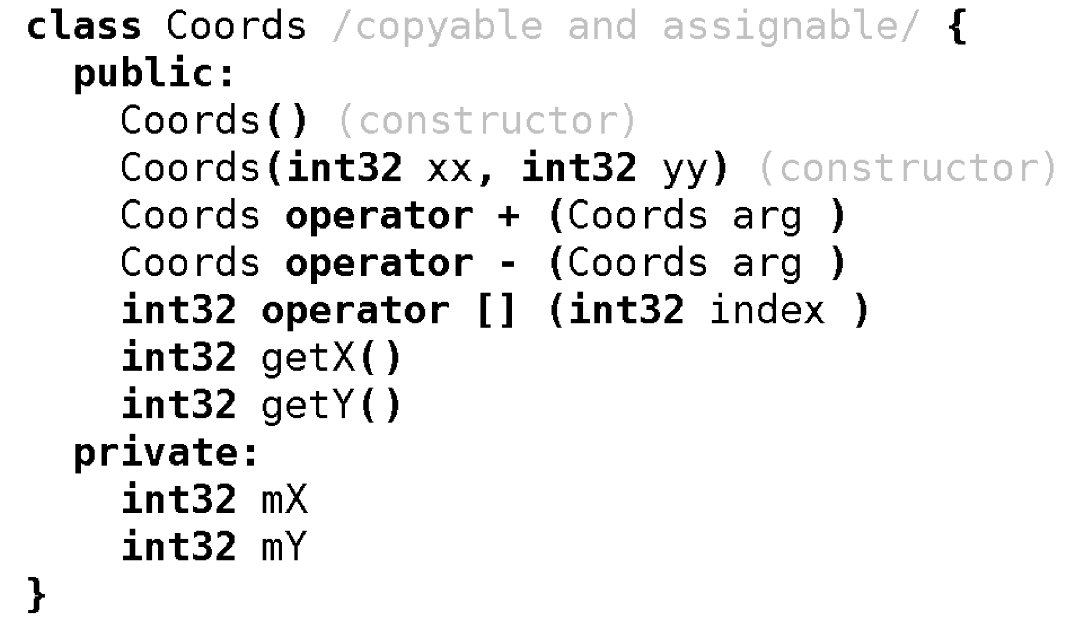 class Coords /copyable and assignable/ {
  public:
    Coords() (constructor)
    Coords(int32 xx, int32 yy) (constructor)
    Coords operator + (Coords arg )
    Coords operator - (Coords arg )
    int32 operator [] (int32 index )
    int32 getX()
    int32 getY()
  private:
    int32 mX
    int32 mY
}